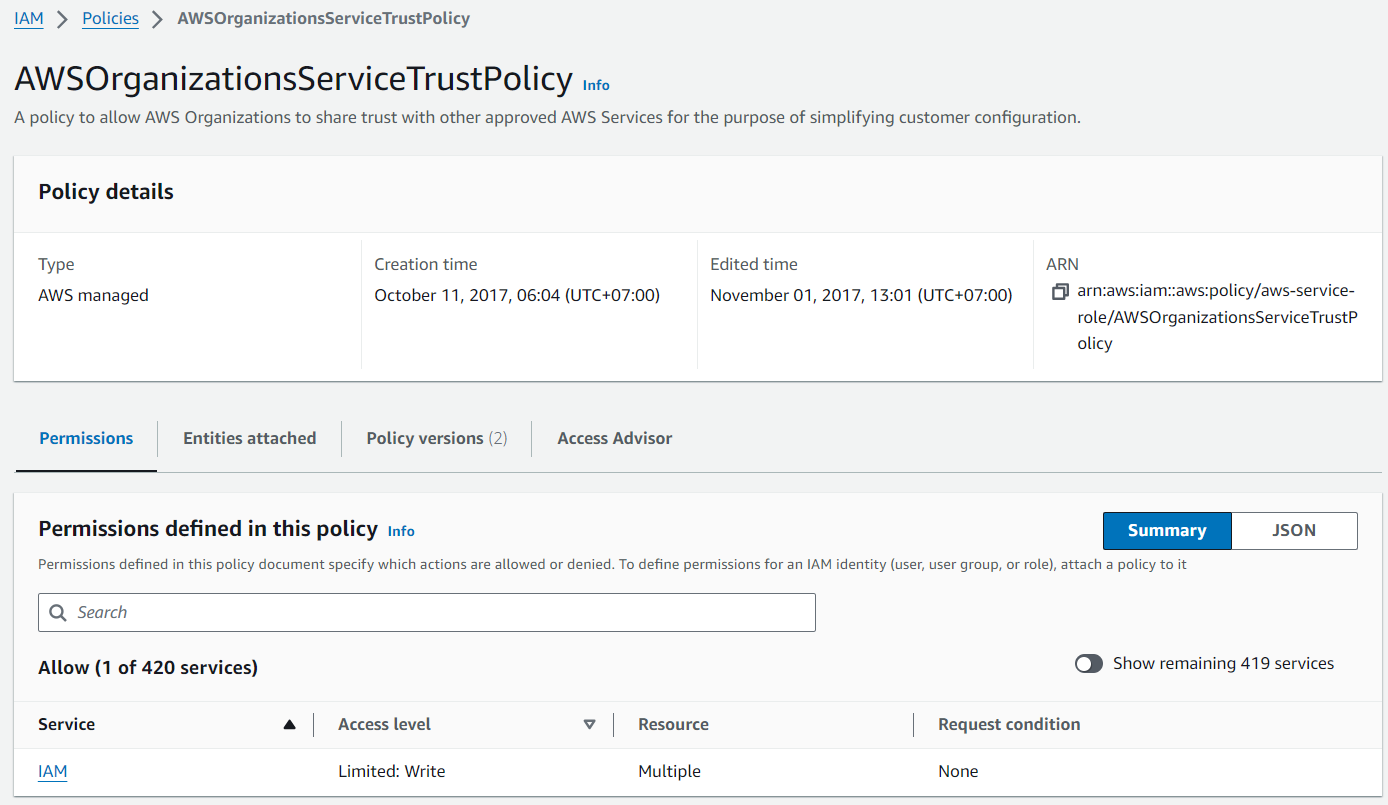 IAM > Policies > AWSOrganizationsServiceTrustPolicy
AWSOrganizationsServiceTrustPolicy Info
A policy to allow AWS Organizations to share trust with other approved AWS Services for the purpose of simplifying customer configuration.
Policy details
Type
AWS managed
Creation time
October 11, 2017, 06:04 (UTC+07:00)
Edited time
November 01, 2017, 13:01 (UTC+07:00)
ARN
arn:aws:iam::aws:policy/aws-service-
role/AWSOrganizationsServiceTrustP
olicy
Permissions Entities attached Policy versions (2) Access Advisor
Permissions defined in this policy Info
Summary JSON
Permissions defined in this policy document specify which actions are allowed or denied. To define permissions for an IAM identity (user, user group, or role), attach a policy to it
Search
Allow (1 of 420 services)
Show remaining 419 services
Service Access level Resource Request condition
IAM Limited: Write Multiple None